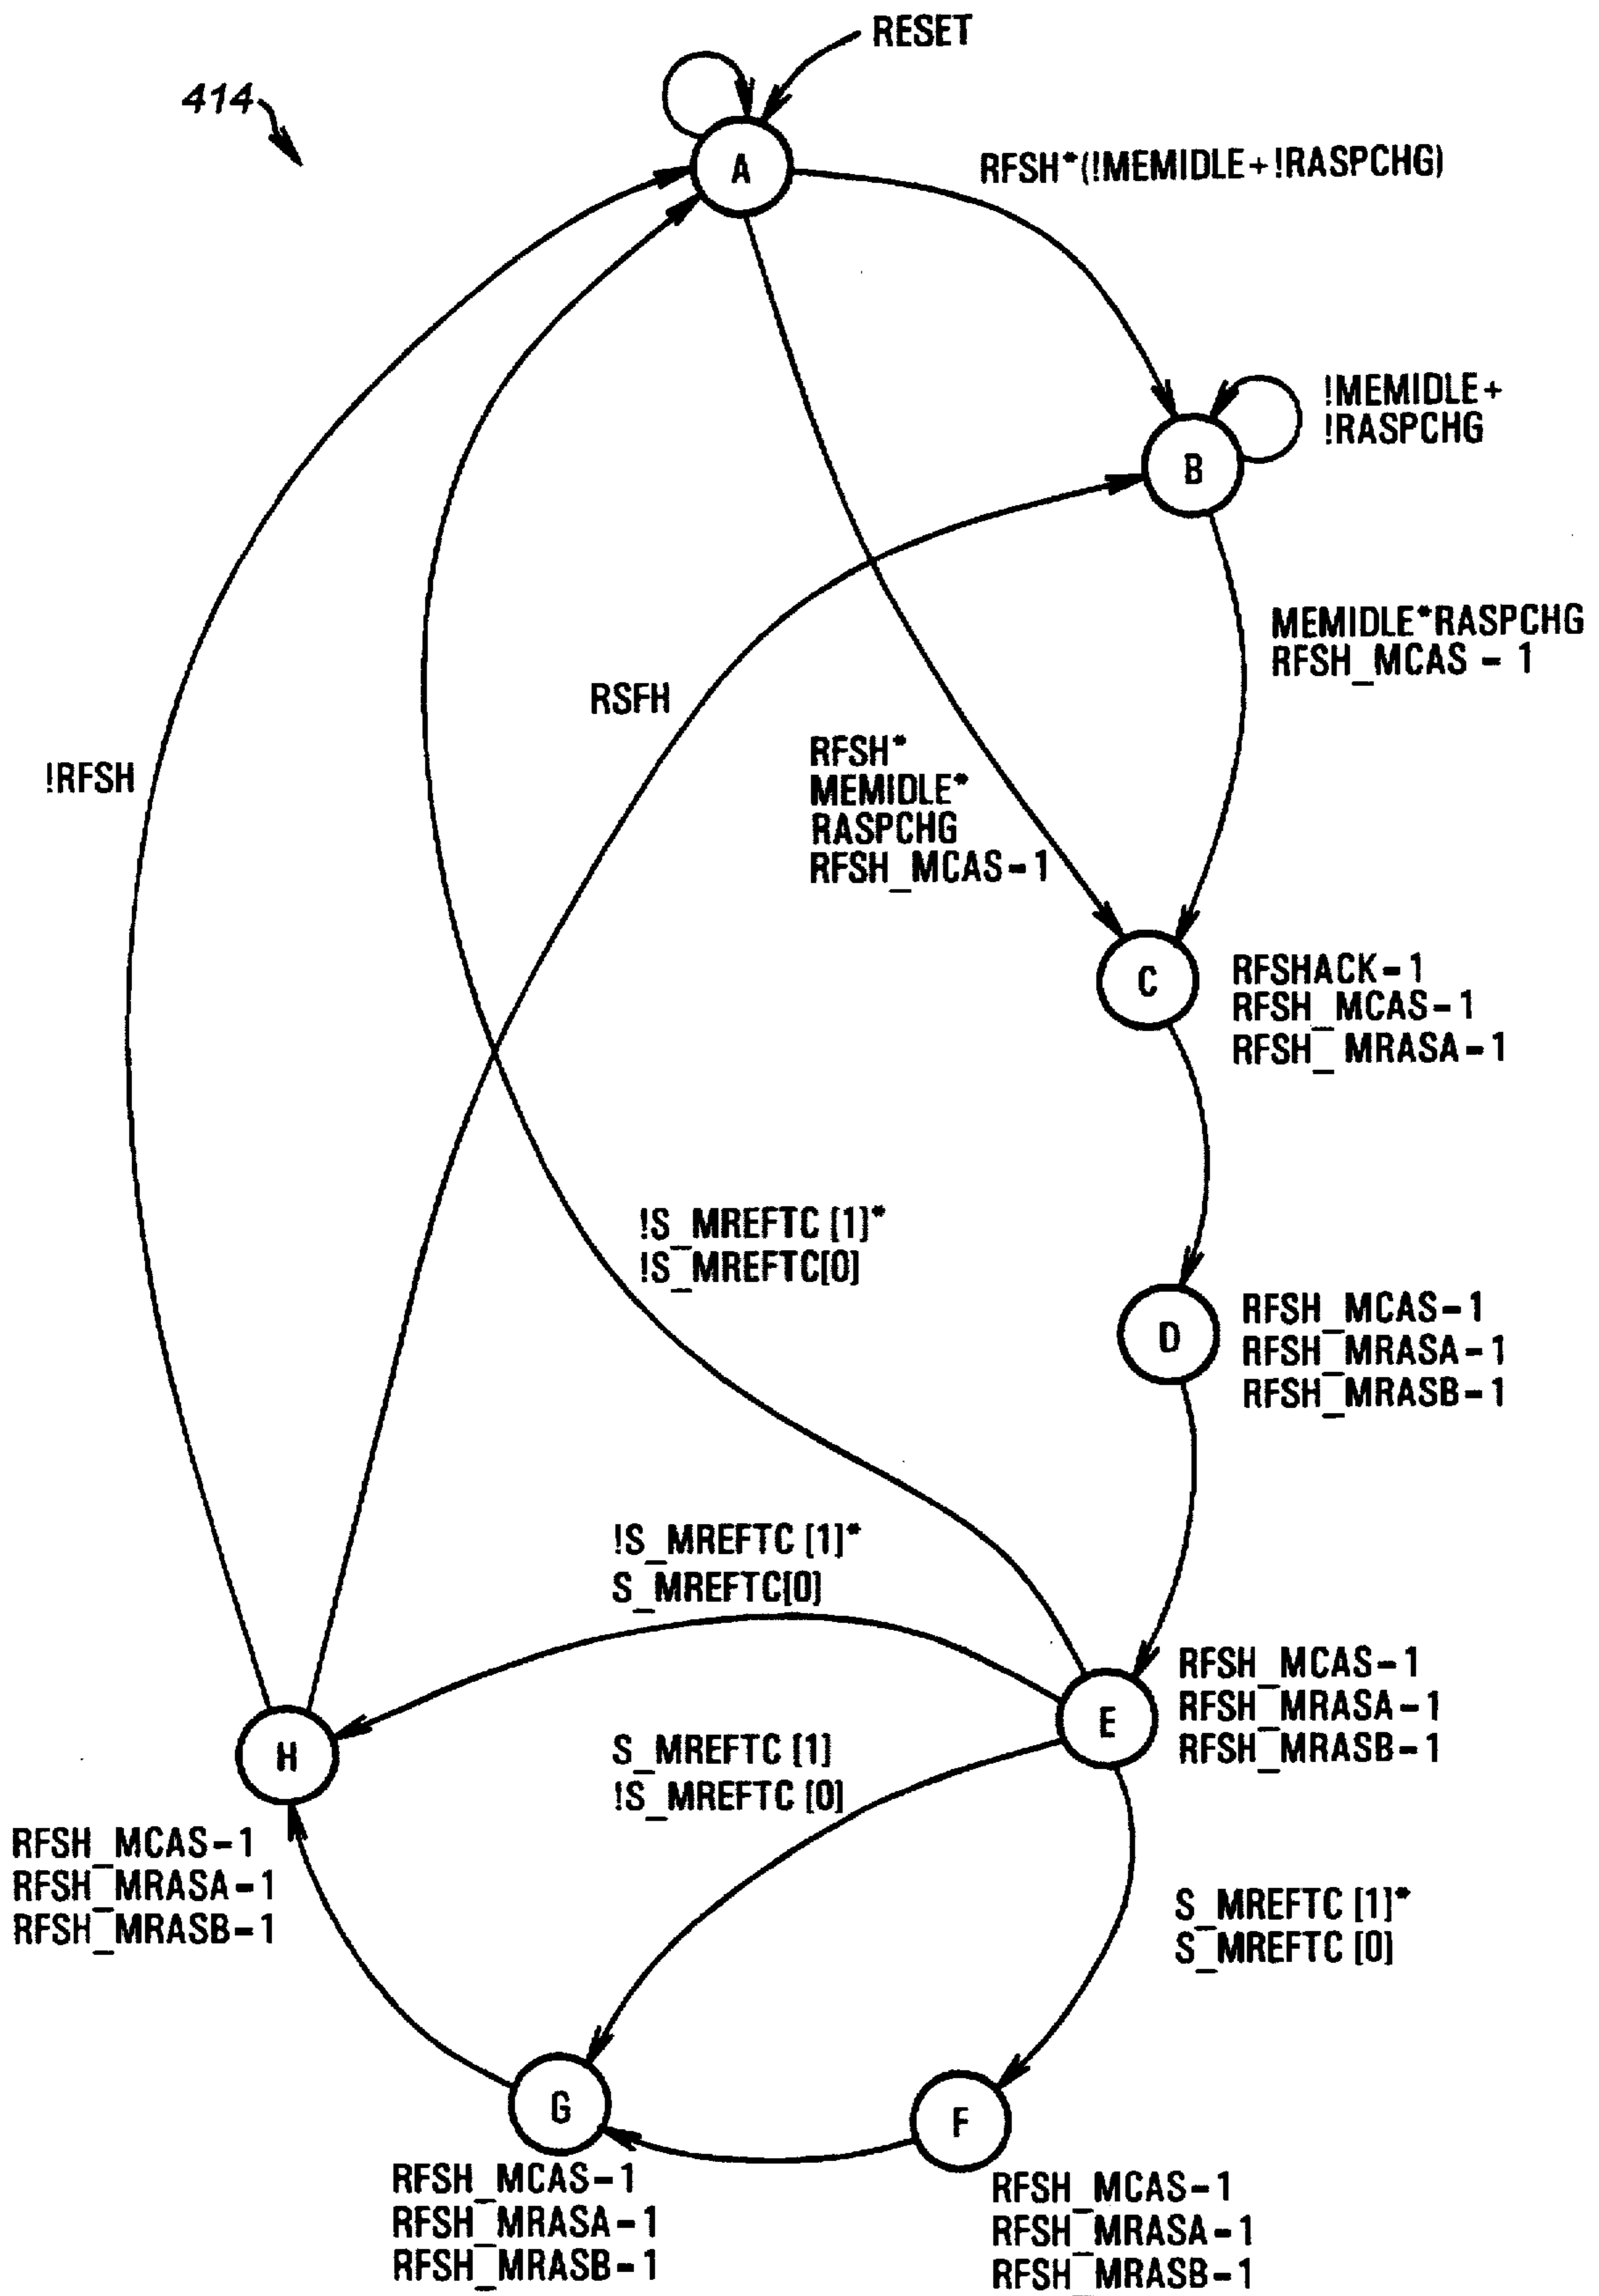 RESET
414
A
RFSH*(!MEMIDLE+!RASPCHG)
!MEMIDLE+
!RASPCHG
B
MEMIDLE*RASPCHG
RFSH_MCAS - 1
RSFH
RFSH*
MEMIDLE*
RASPCHG
RFSH_MCAS-1
!RFSH
C
RFSHACK-1
RFSH_MCAS-1
RFSH_MRASA-1
!S_MREFTC [1]*
!S_MREFTC[0]
D
RFSH_MCAS-1
RFSH_MRASA-1
RFSH_MRASB-1
!S_MREFTC [1]*
S_MREFTC[0]
E
RFSH_MCAS-1
RFSH_MRASA-1
RFSH_MRASB-1
H
S_MREFTC [1]
!S_MREFTC [0]
RFSH_MCAS-1
RFSH_MRASA-1
RFSH_MRASB-1
S_MREFTC [1]*
S_MREFTC [0]
G
F
RFSH_MCAS-1
RFSH_MRASA-1
RFSH_MRASB-1
RFSH_MCAS-1
RFSH_MRASA-1
RFSH_MRASB-1